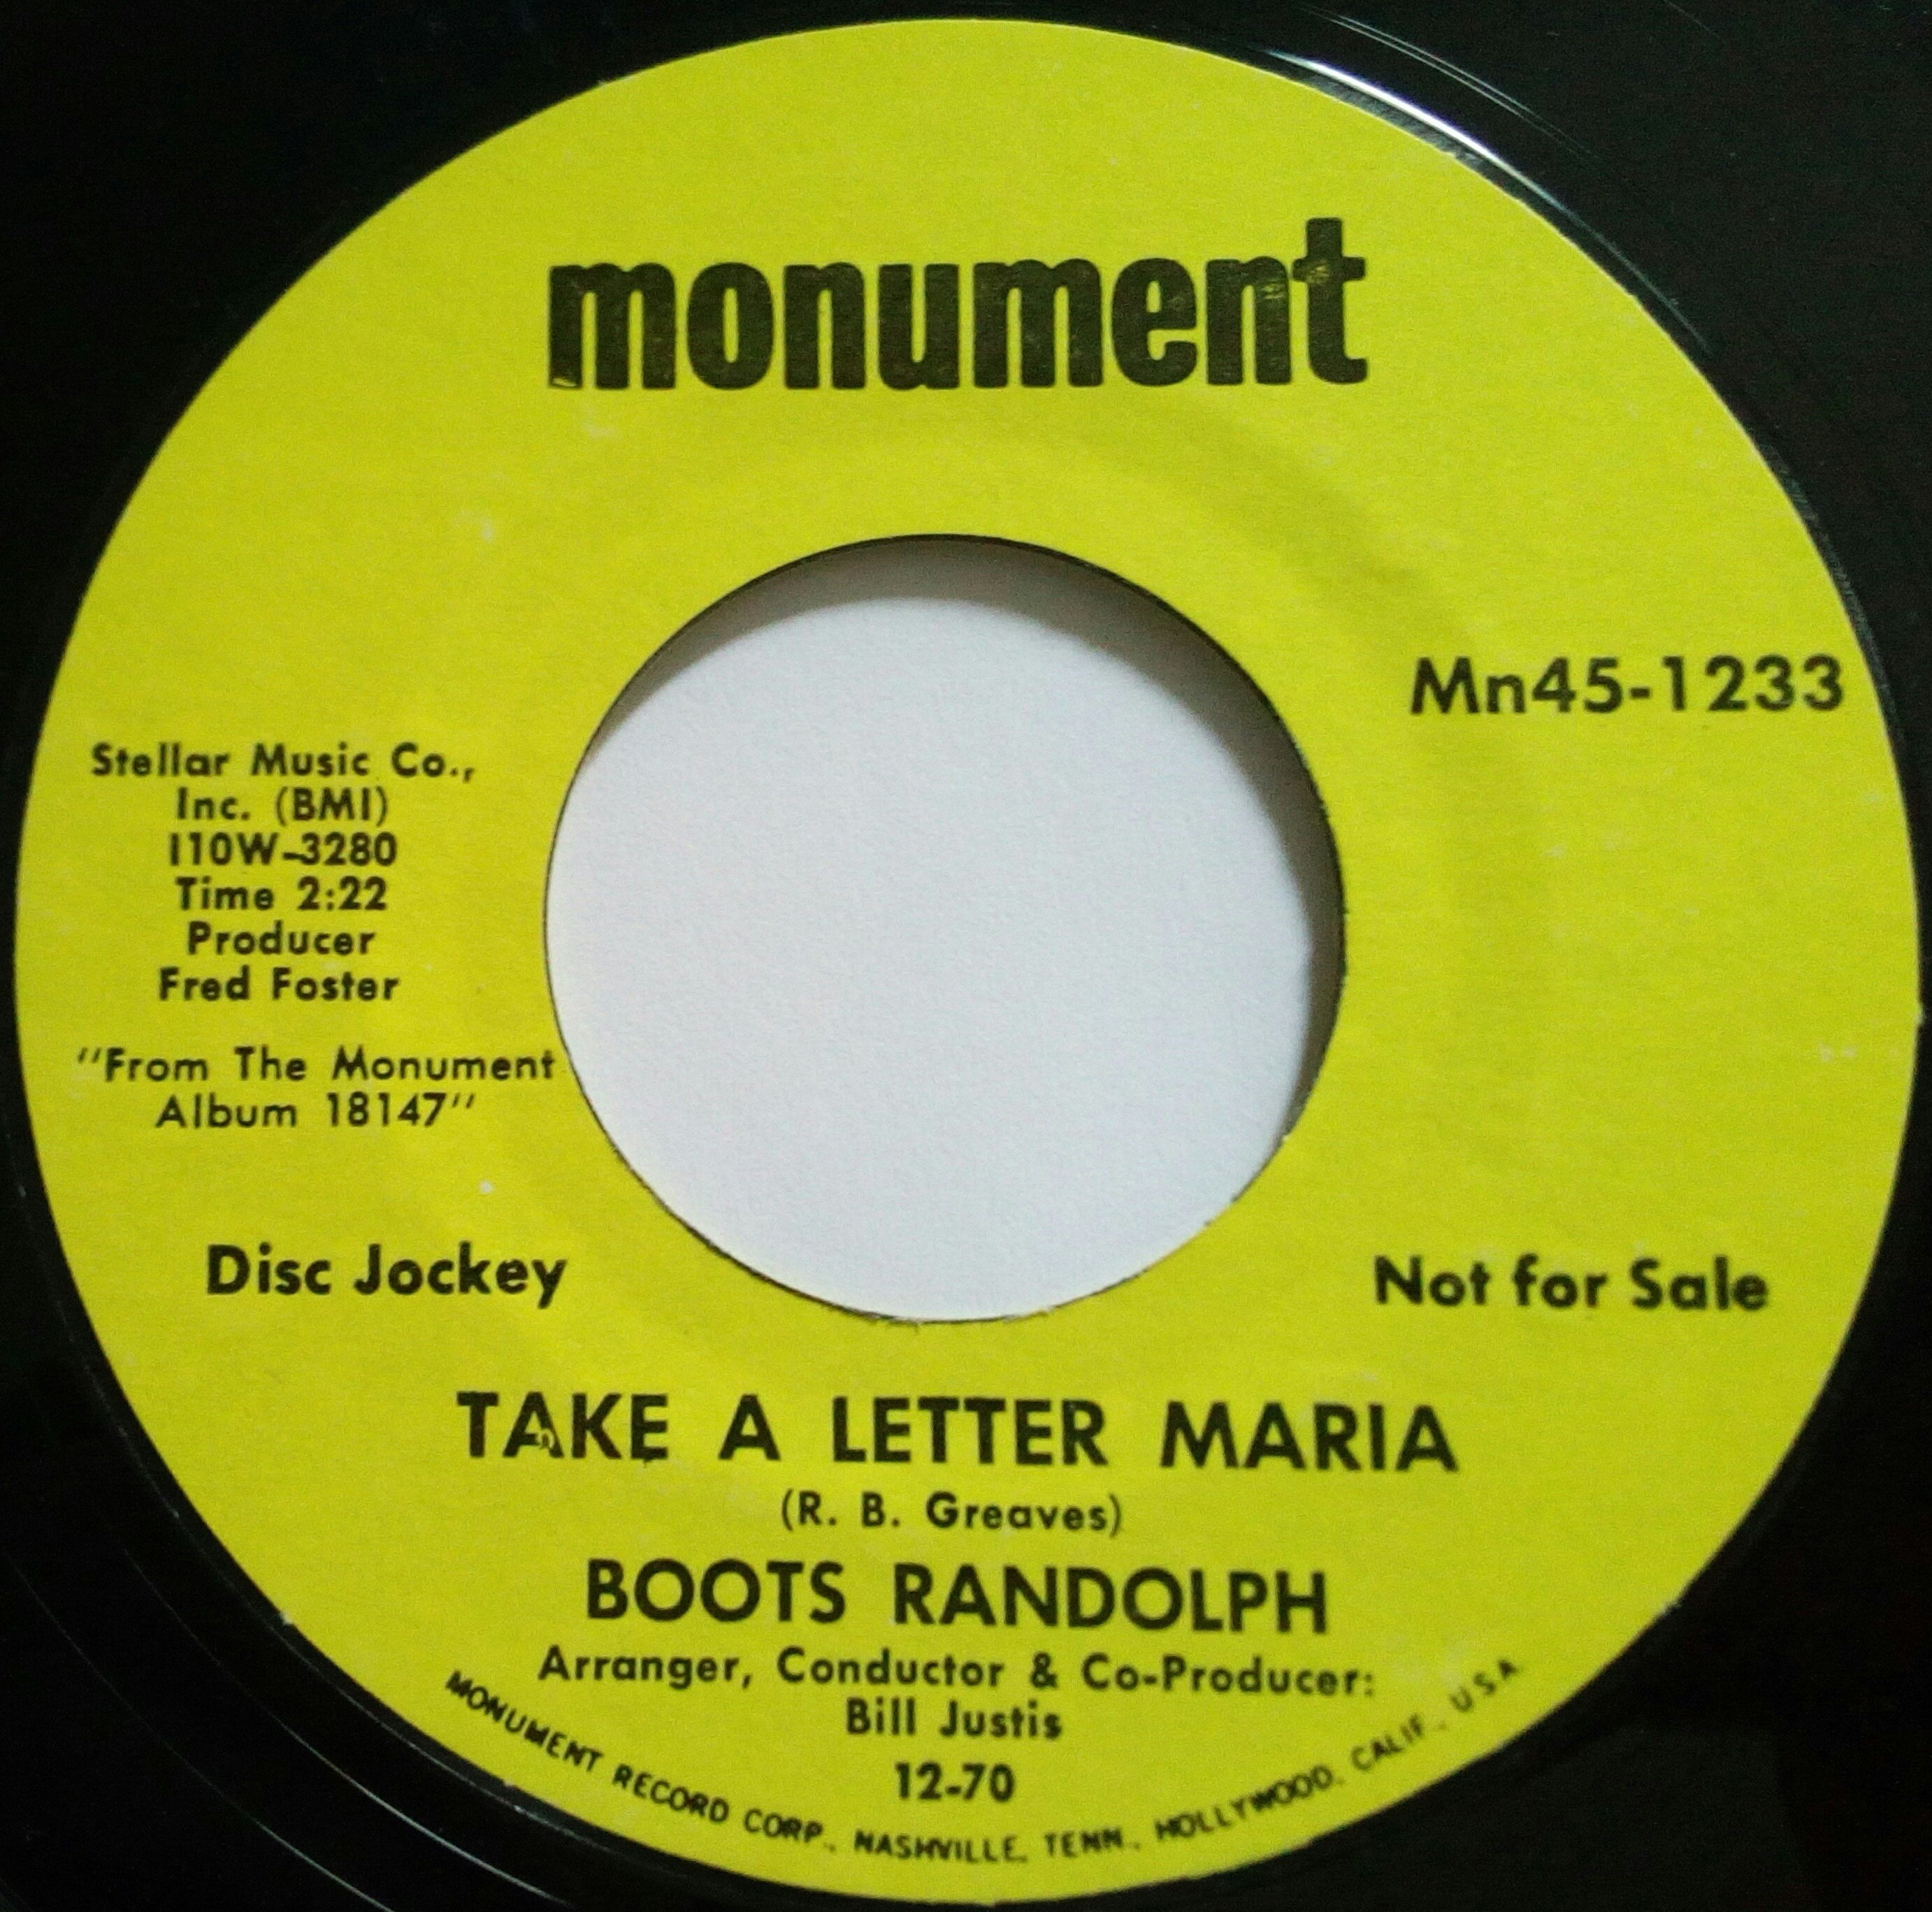 monument
Mn45-1233
Stellar Music Co.,
Inc. (BMI)
110W-3280
Time 2:22
Producer
Fred Foster
"From The Monument
Album 18147"
Disc Jockey
Not for Sale
TAKE A LETTER MARIA
(R. B. Greaves)
BOOTS RANDOLPH
Arranger, Conductor & Co-Producer:
Bill Justis
12-70
MONUMENT RECORD CORP., NASHVILLE, TENN., HOLLYWOOD, CALIF., U.S.A.